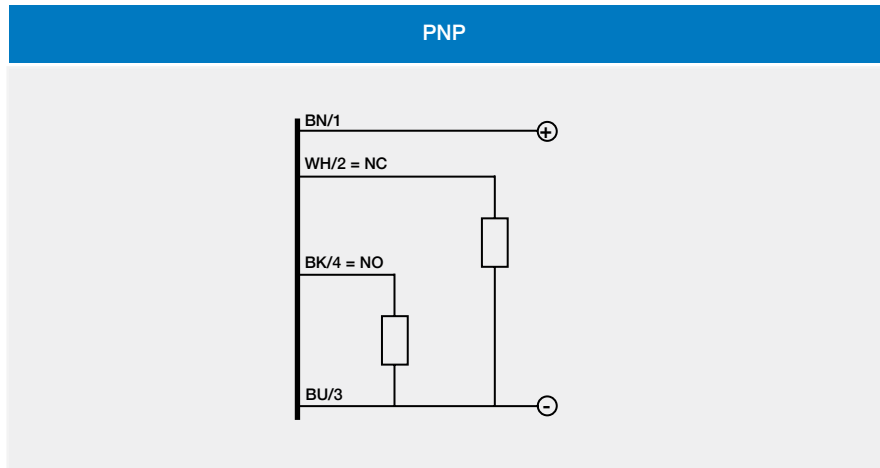 PNP
BN/1
+
WH/2 = NC
BK/4 = NO
BU/3
-